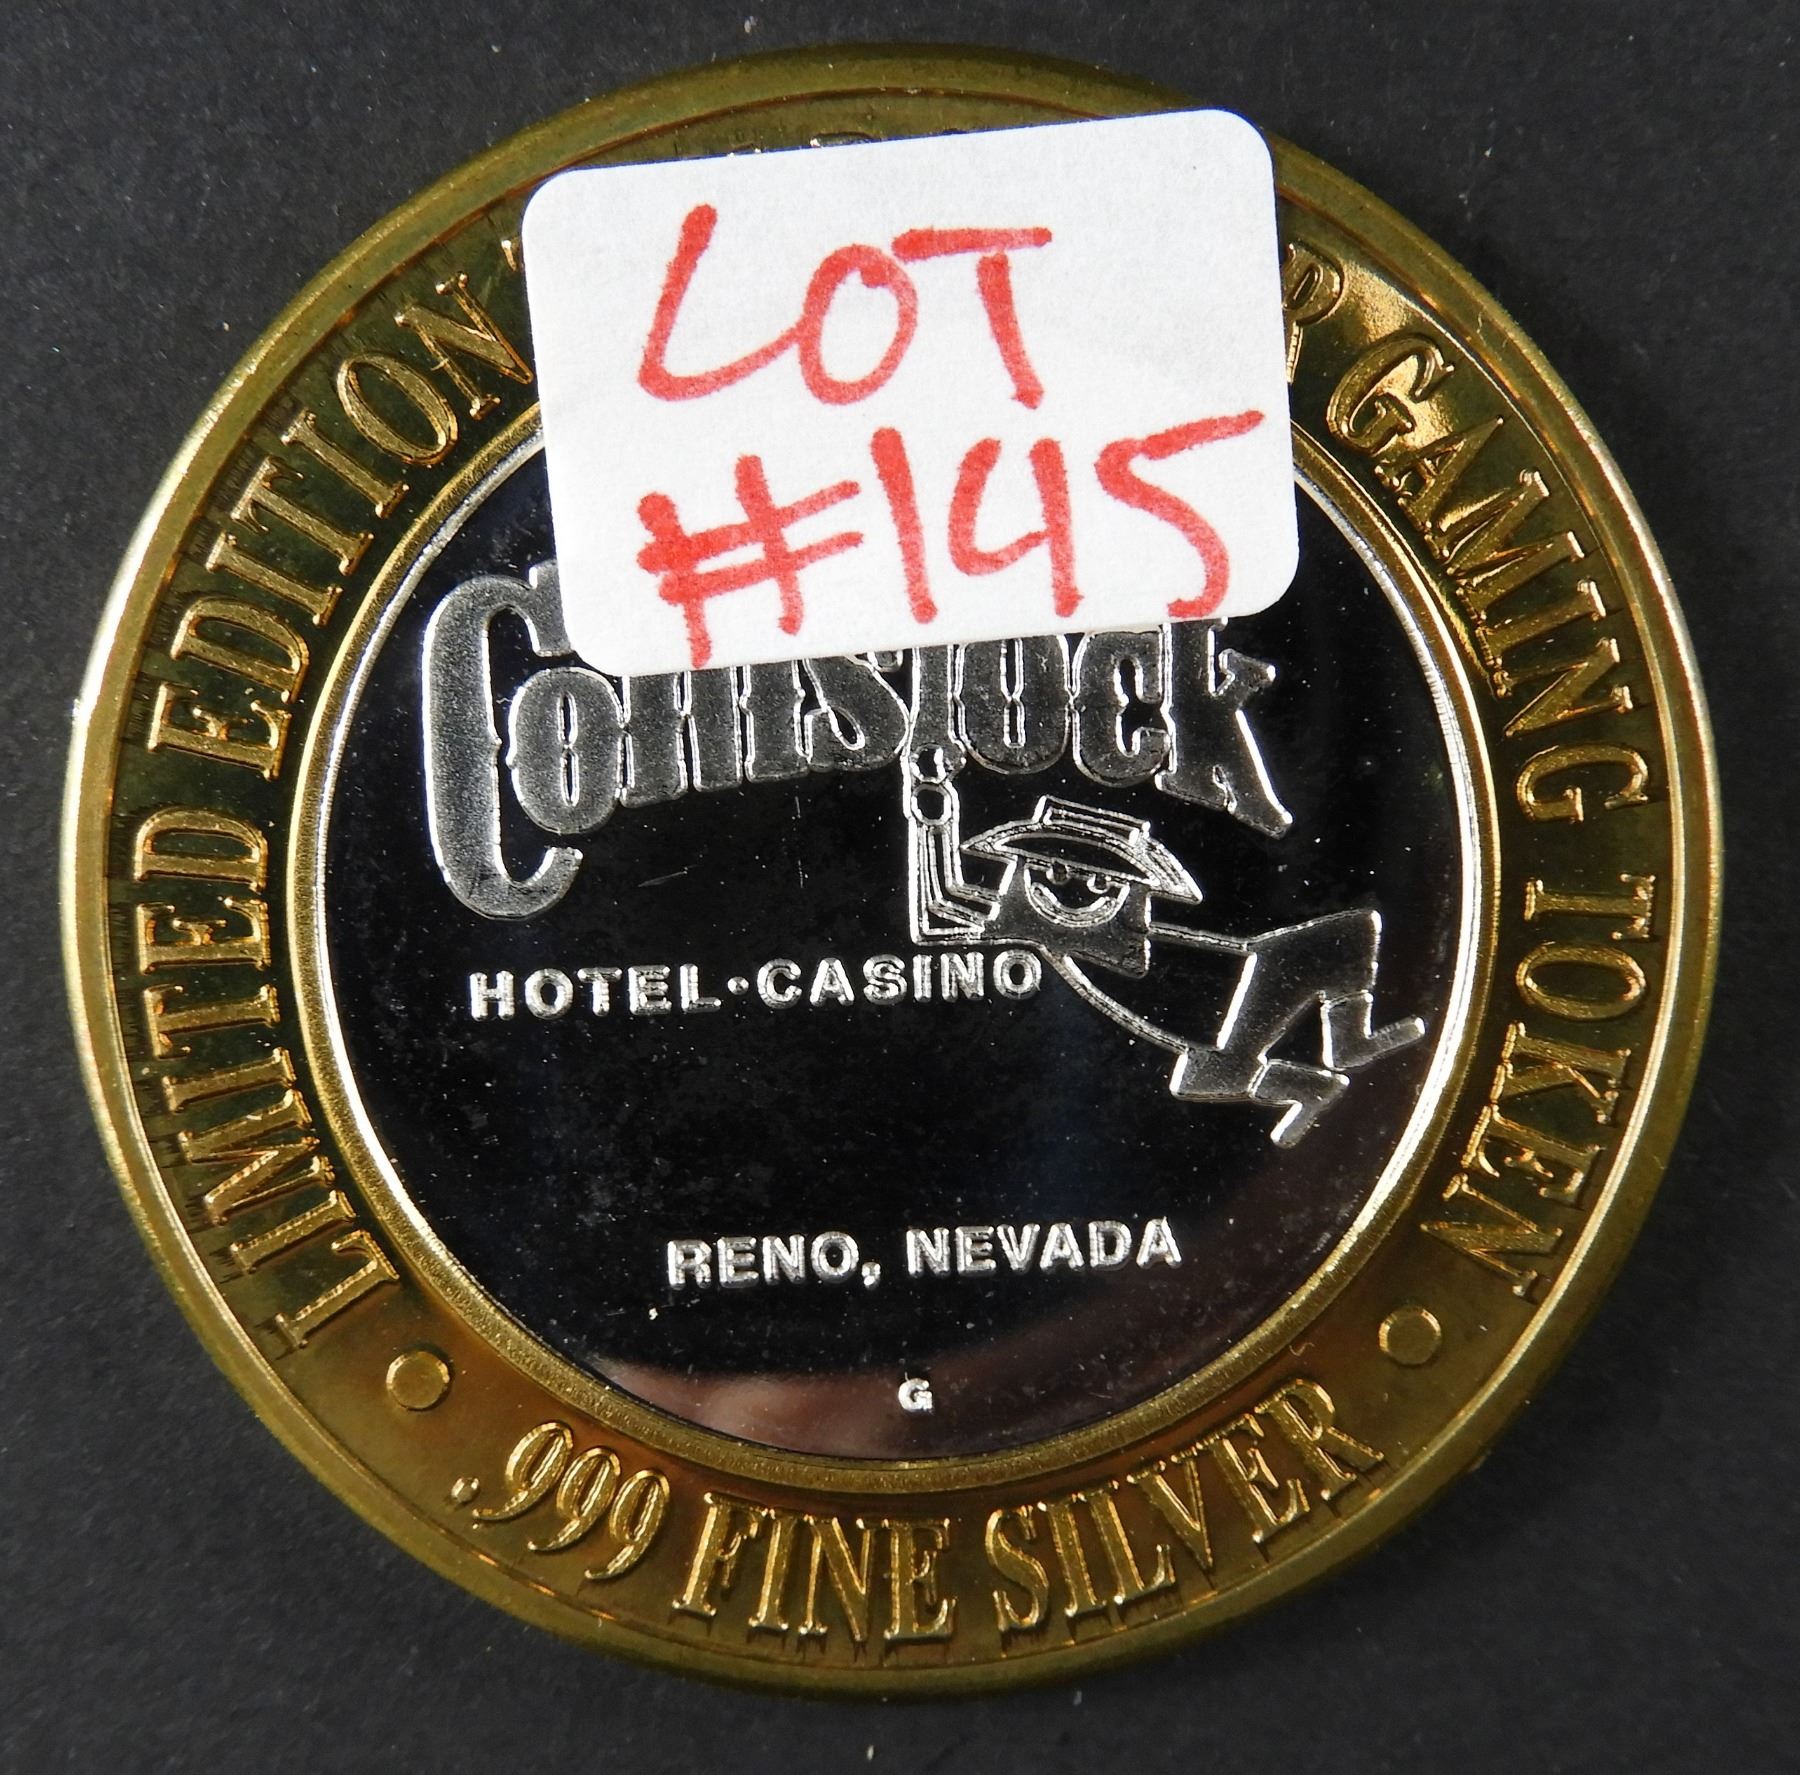 LOT
#145
LIMITED EDITION
GAMING TOKEN
Comstock
HOTEL·CASINO
RENO, NEVADA
G
.999 FINE SILVER